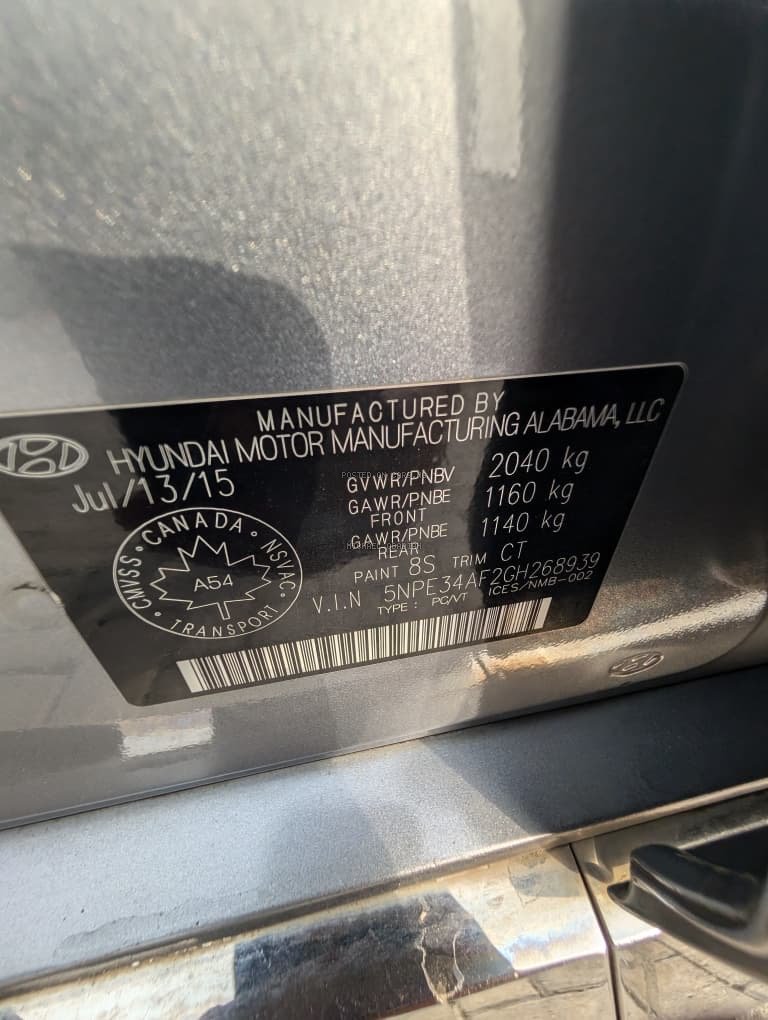 MANUFACTURED BY
HYUNDAI MOTOR MANUFACTURING ALABAMA, LLC
Jul/13/15
GVWR/PNBV 2040 kg
GAWR/PNBE FRONT 1160 kg
GAWR/PNBE REAR 1140 kg
PAINT 8S TRIM CT
V.I.N 5NPE34AF2GH268939
TYPE : PC/VT ICES/NMB-002
CANADA · NSVAC · TRANSPORT · CMVSS ·
A54